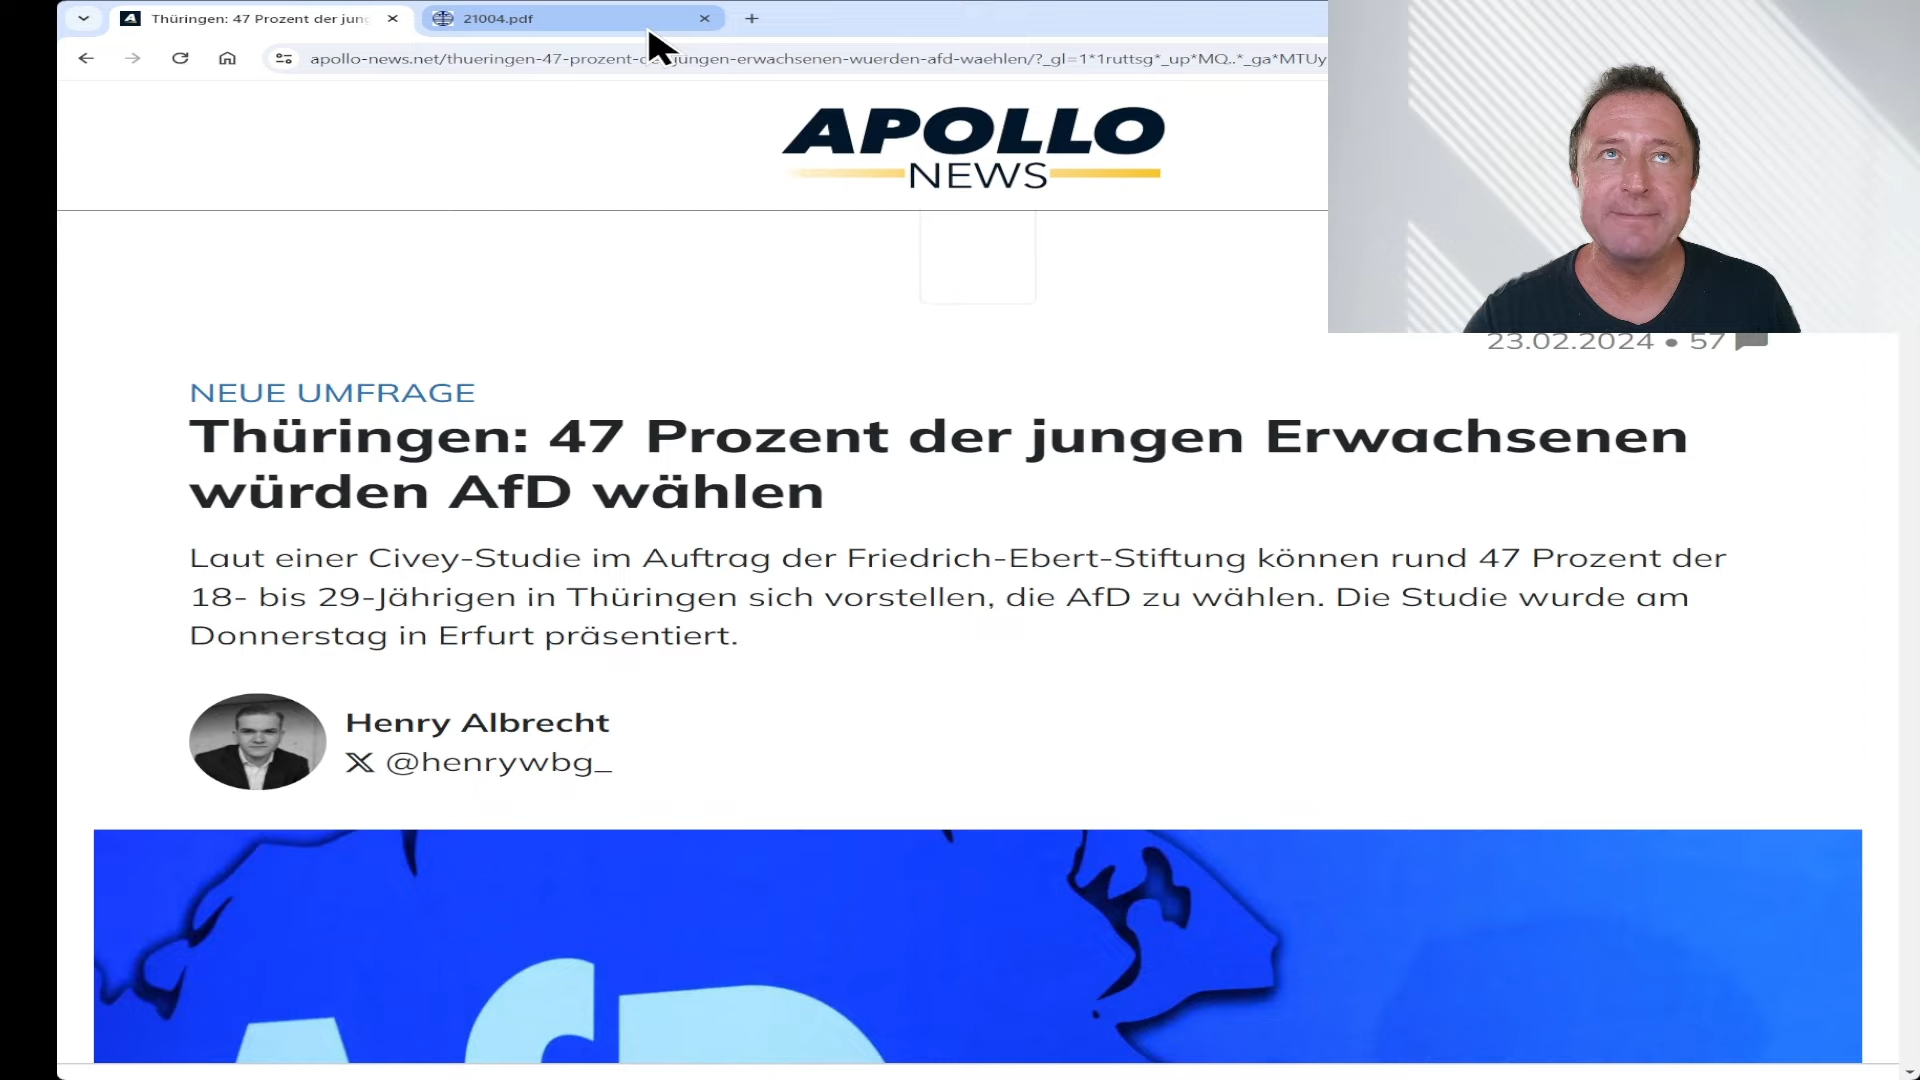 Thüringen: 47 Prozent der jun
21004.pdf
apollo-news.net/thueringen-47-prozent-der-jungen-erwachsenen-wuerden-afd-waehlen/?_gl=1*1ruttsg*_up*MQ..*_ga*MTUy
APOLLO
NEWS
23.02.2024 • 57
NEUE UMFRAGE
Thüringen: 47 Prozent der jungen Erwachsenen
würden AfD wählen
Laut einer Civey-Studie im Auftrag der Friedrich-Ebert-Stiftung können rund 47 Prozent der
18- bis 29-Jährigen in Thüringen sich vorstellen, die AfD zu wählen. Die Studie wurde am
Donnerstag in Erfurt präsentiert.
Henry Albrecht
X @henrywbg_
AfD